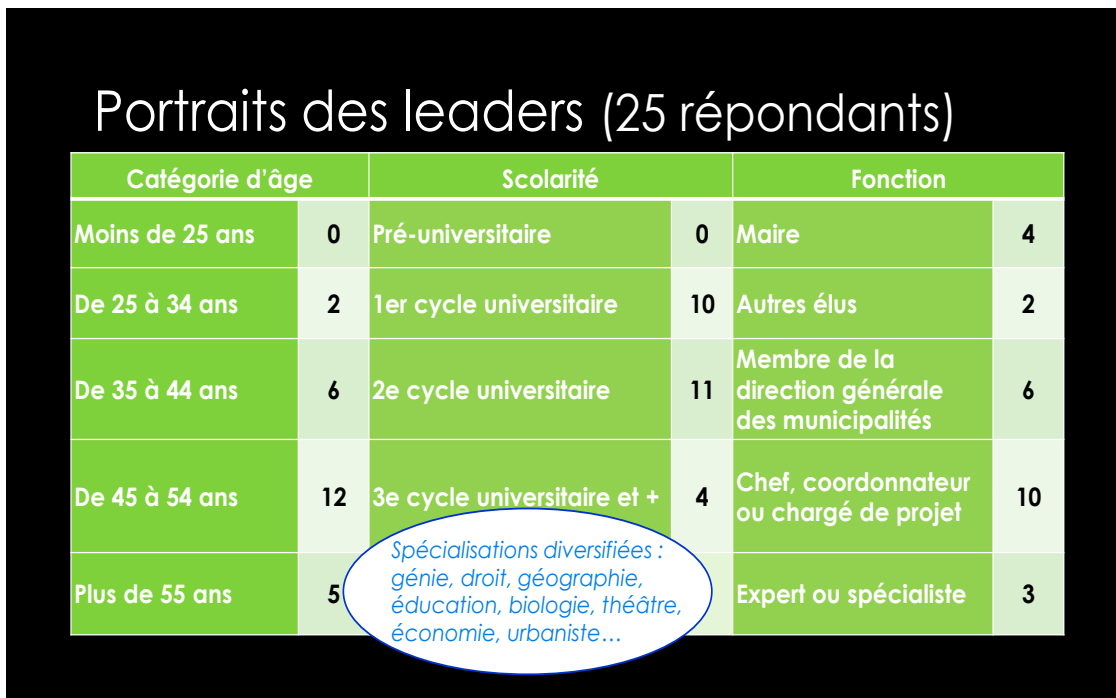 Portraits des leaders (25 répondants)
Catégorie d'âge Scolarité Fonction
Moins de 25 ans 0 Pré-universitaire 0 Maire 4
De 25 à 34 ans 2 1er cycle universitaire 10 Autres élus 2
De 35 à 44 ans 6 2e cycle universitaire 11 Membre de la
direction générale
des municipalités 6
De 45 à 54 ans 12 3e cycle universitaire et + 4 Chef, coordonnateur
ou chargé de projet 10
Plus de 55 ans 5 Expert ou spécialiste 3
Spécialisations diversifiées :
génie, droit, géographie,
éducation, biologie, théâtre,
économie, urbaniste…